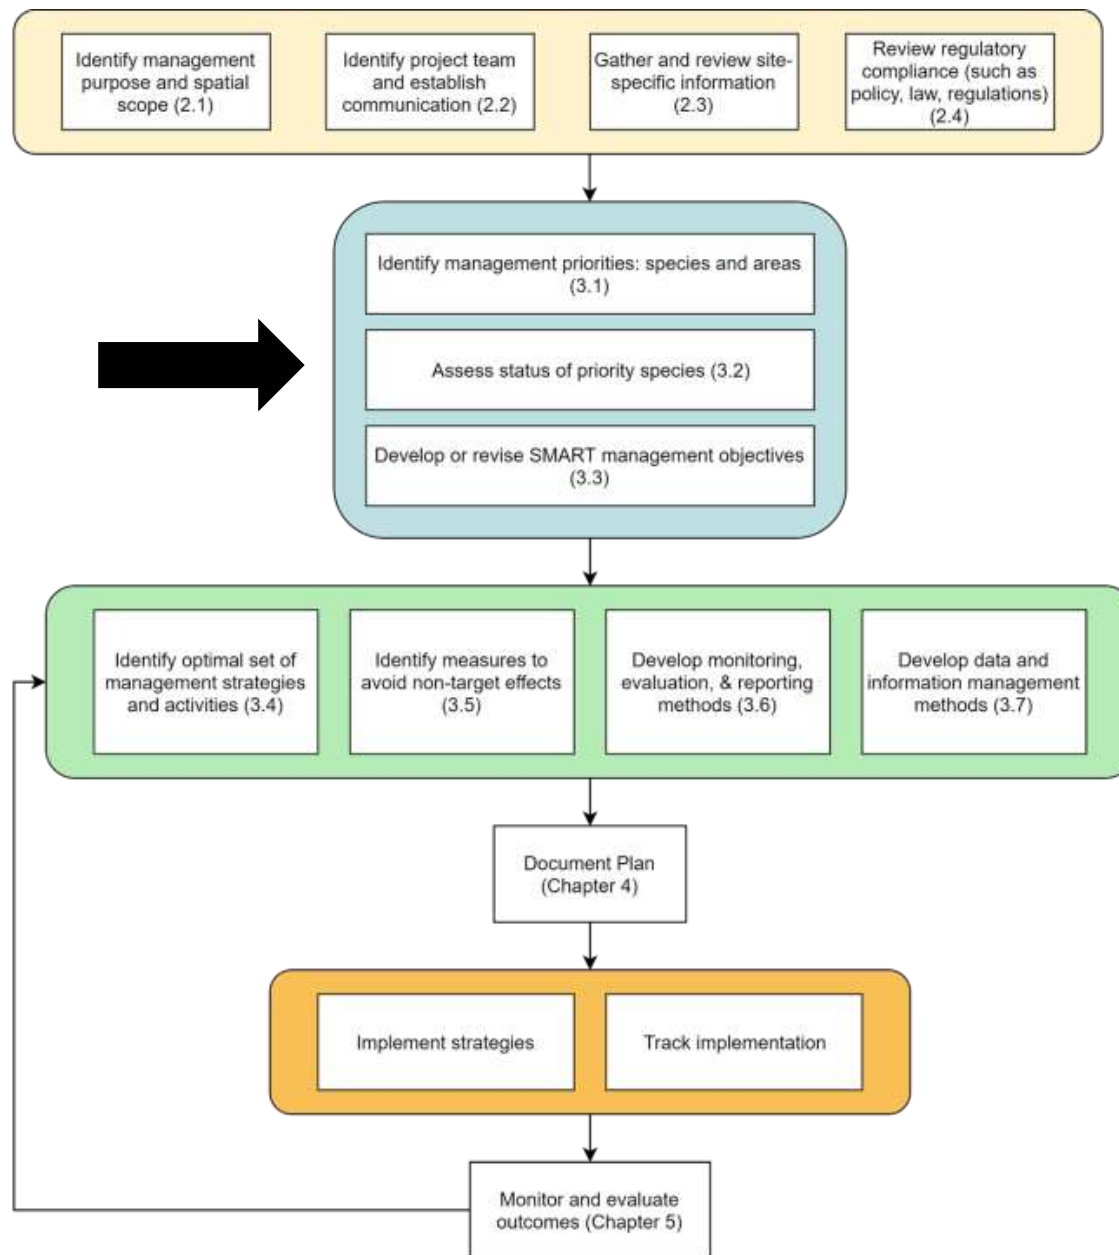 Identify management
purpose and spatial
scope (2.1)
Identify project team
and establish
communication (2.2)
Gather and review site-
specific information
(2.3)
Review regulatory
compliance (such as
policy, law, regulations)
(2.4)
Identify management priorities: species and areas
(3.1)
Assess status of priority species (3.2)
Develop or revise SMART management objectives
(3.3)
Identify optimal set of
management strategies
and activities (3.4)
Identify measures to
avoid non-target effects
(3.5)
Develop monitoring,
evaluation, & reporting
methods (3.6)
Develop data and
information management
methods (3.7)
Document Plan
(Chapter 4)
Implement strategies
Track implementation
Monitor and evaluate
outcomes (Chapter 5)